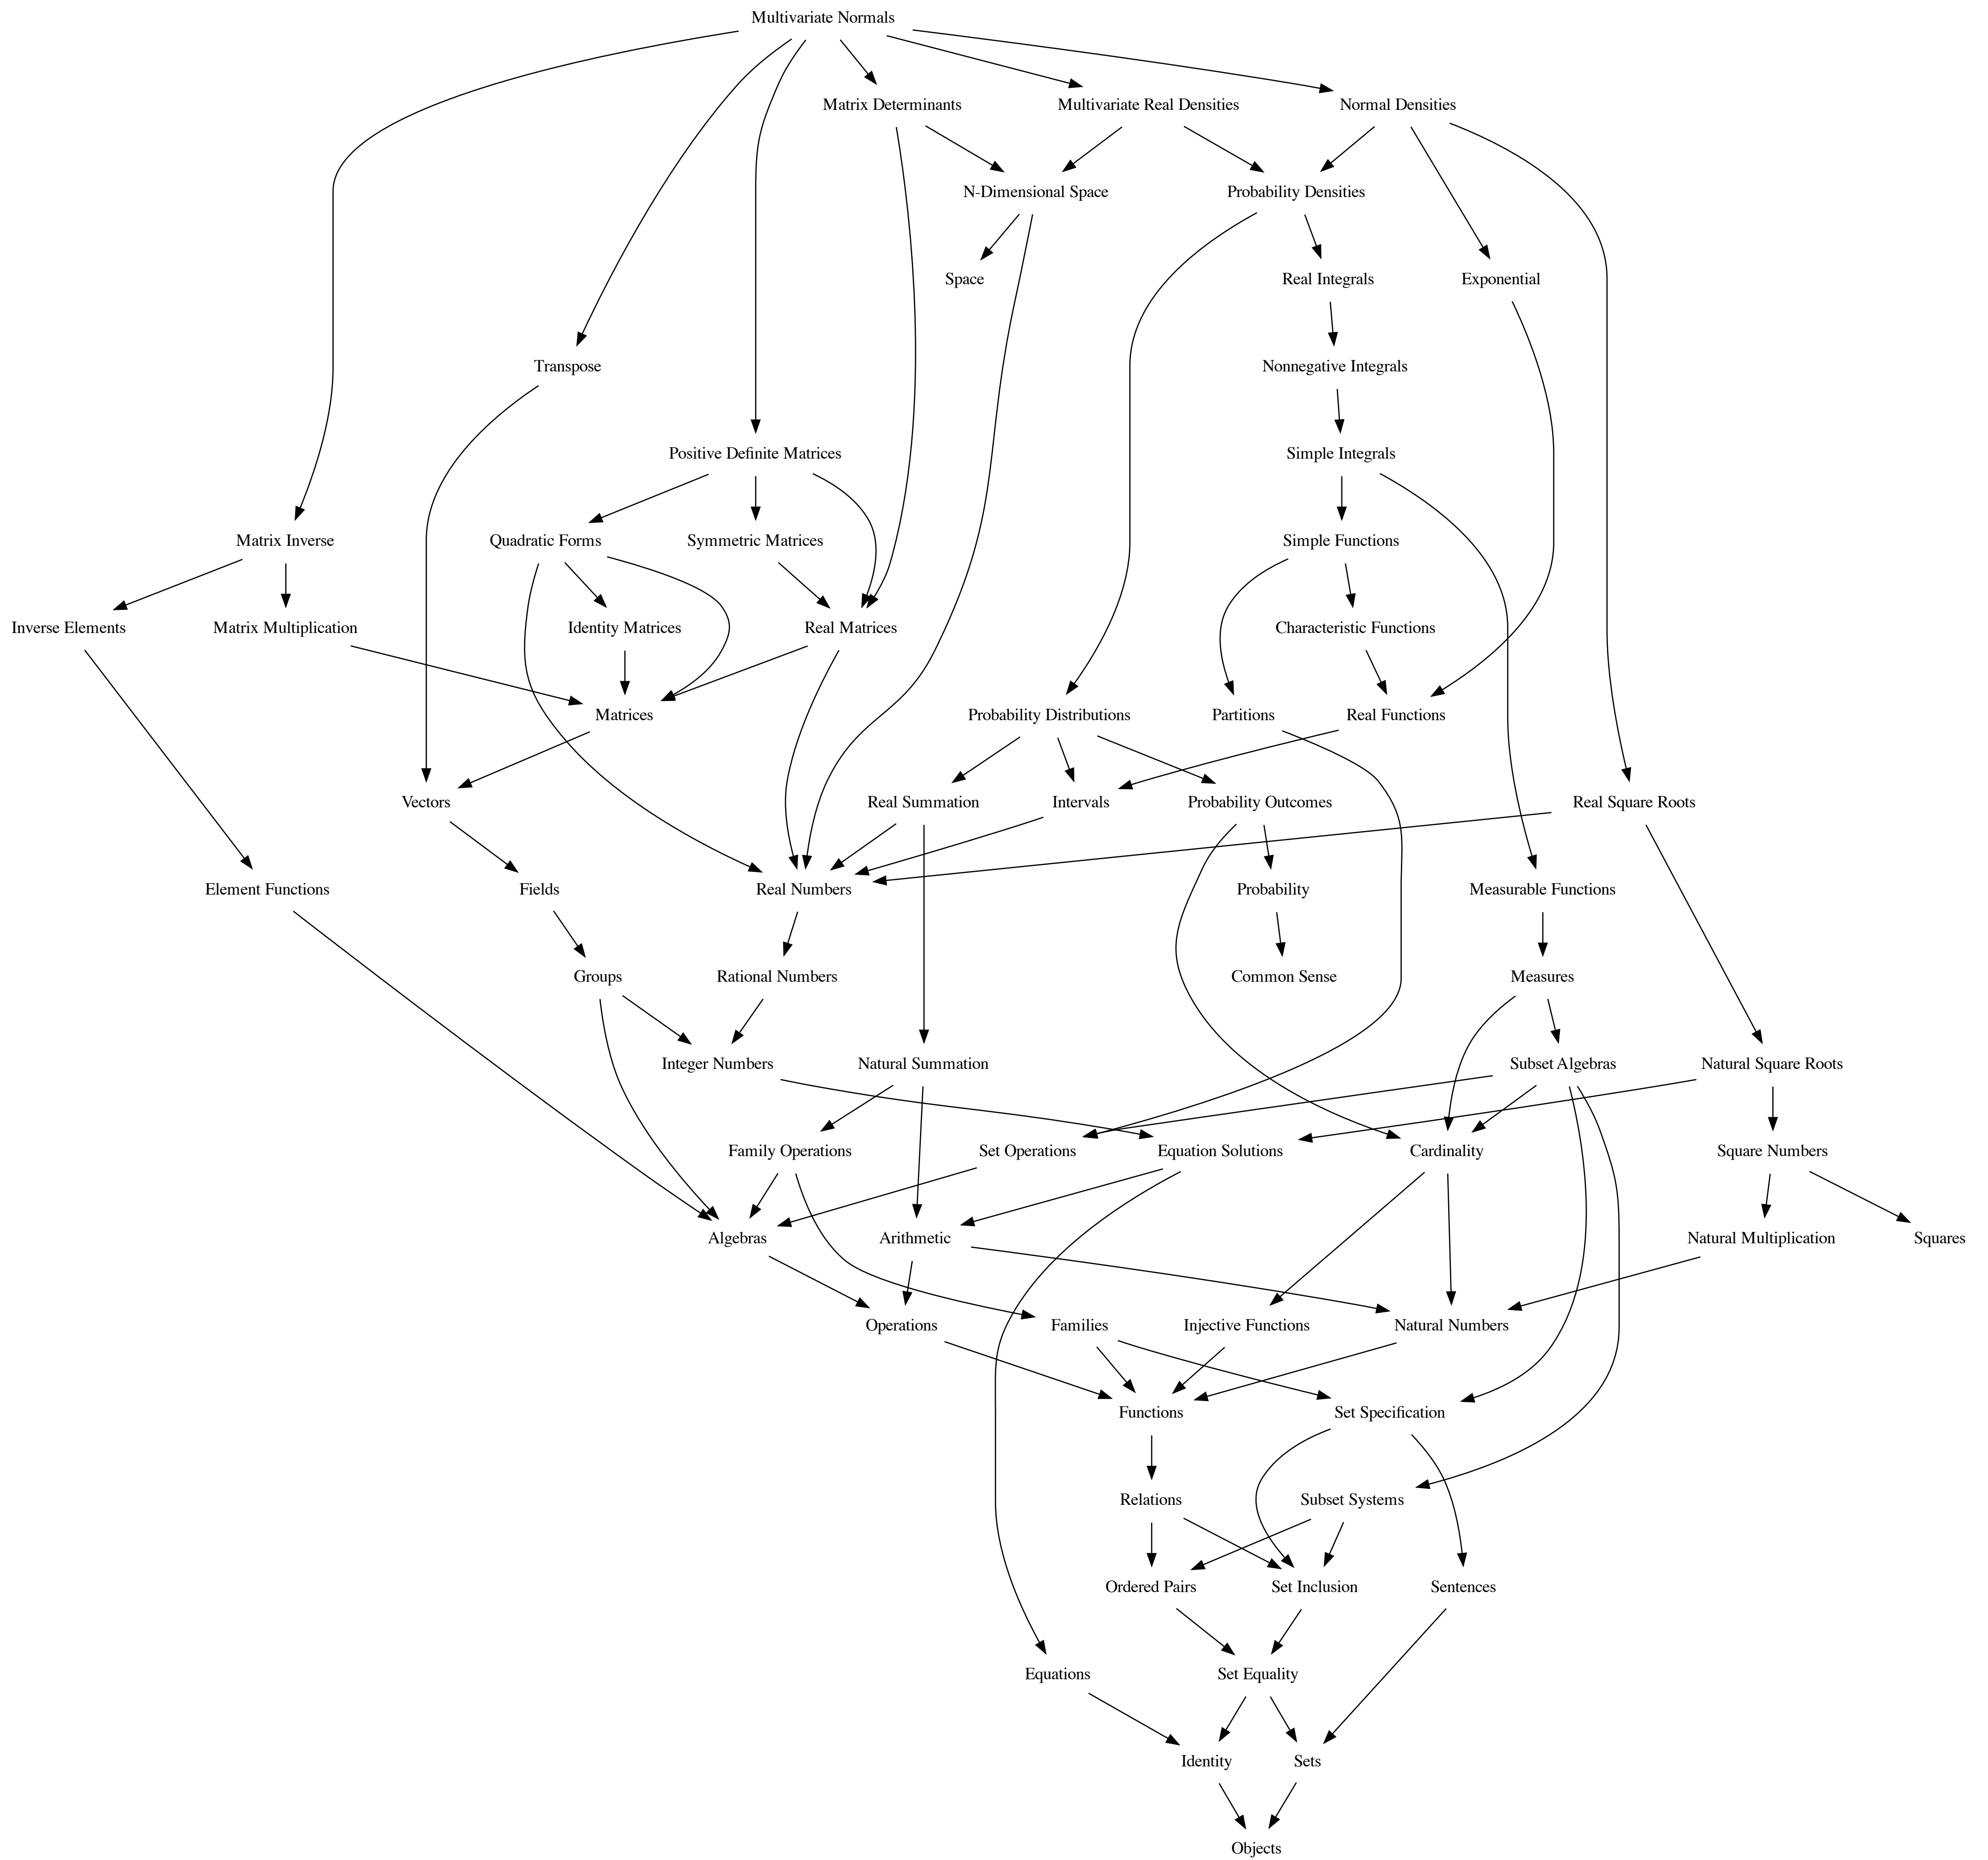 Multivariate Normals
Matrix Determinants
Multivariate Real Densities
Normal Densities
N-Dimensional Space
Probability Densities
Space
Real Integrals
Exponential
Transpose
Nonnegative Integrals
Positive Definite Matrices
Simple Integrals
Matrix Inverse
Quadratic Forms
Symmetric Matrices
Simple Functions
Inverse Elements
Matrix Multiplication
Identity Matrices
Real Matrices
Characteristic Functions
Matrices
Probability Distributions
Partitions
Real Functions
Vectors
Real Summation
Intervals
Probability Outcomes
Real Square Roots
Element Functions
Fields
Real Numbers
Probability
Measurable Functions
Groups
Rational Numbers
Common Sense
Measures
Integer Numbers
Natural Summation
Subset Algebras
Natural Square Roots
Family Operations
Set Operations
Equation Solutions
Cardinality
Square Numbers
Algebras
Arithmetic
Natural Multiplication
Squares
Operations
Families
Injective Functions
Natural Numbers
Functions
Set Specification
Relations
Subset Systems
Ordered Pairs
Set Inclusion
Sentences
Equations
Set Equality
Identity
Sets
Objects